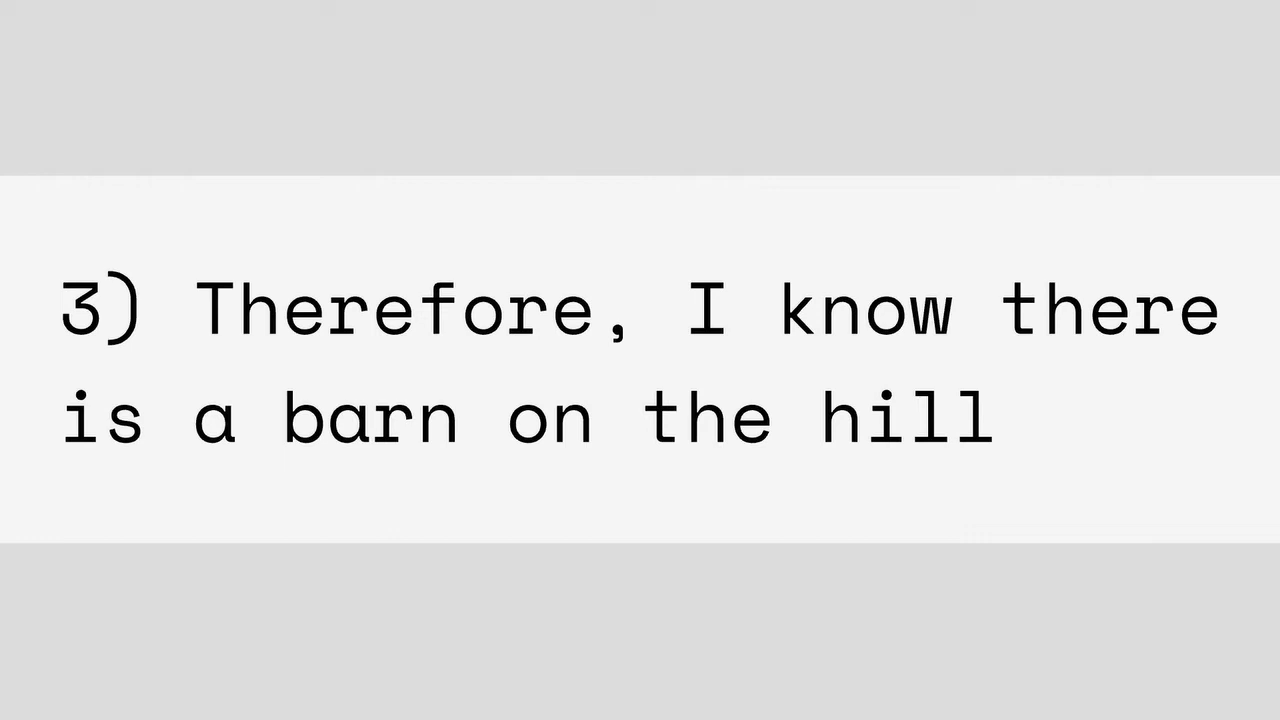 3) Therefore, I know there
is a barn on the hill